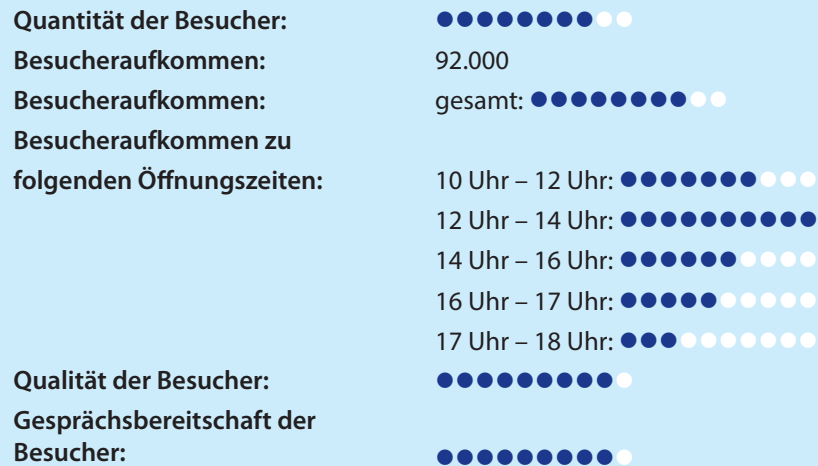 Quantität der Besucher:
Besucheraufkommen: 92.000
Besucheraufkommen: gesamt:
Besucheraufkommen zu
folgenden Öffnungszeiten: 10 Uhr – 12 Uhr:
12 Uhr – 14 Uhr:
14 Uhr – 16 Uhr:
16 Uhr – 17 Uhr:
17 Uhr – 18 Uhr:
Qualität der Besucher:
Gesprächsbereitschaft der
Besucher: